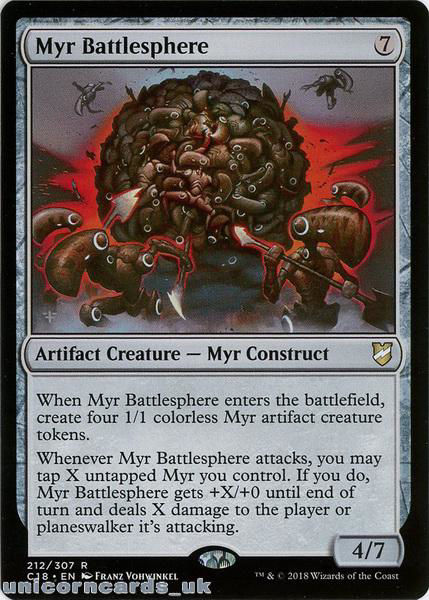 Myr Battlesphere 7
Artifact Creature — Myr Construct
When Myr Battlesphere enters the battlefield,
create four 1/1 colorless Myr artifact creature
tokens.
Whenever Myr Battlesphere attacks, you may
tap X untapped Myr you control. If you do,
Myr Battlesphere gets +X/+0 until end of
turn and deals X damage to the player or
planeswalker it's attacking.
4/7
212/307 R
C18 • EN Franz Vohwinkel ™ & © 2018 Wizards of the Coast
unicorncards_uk